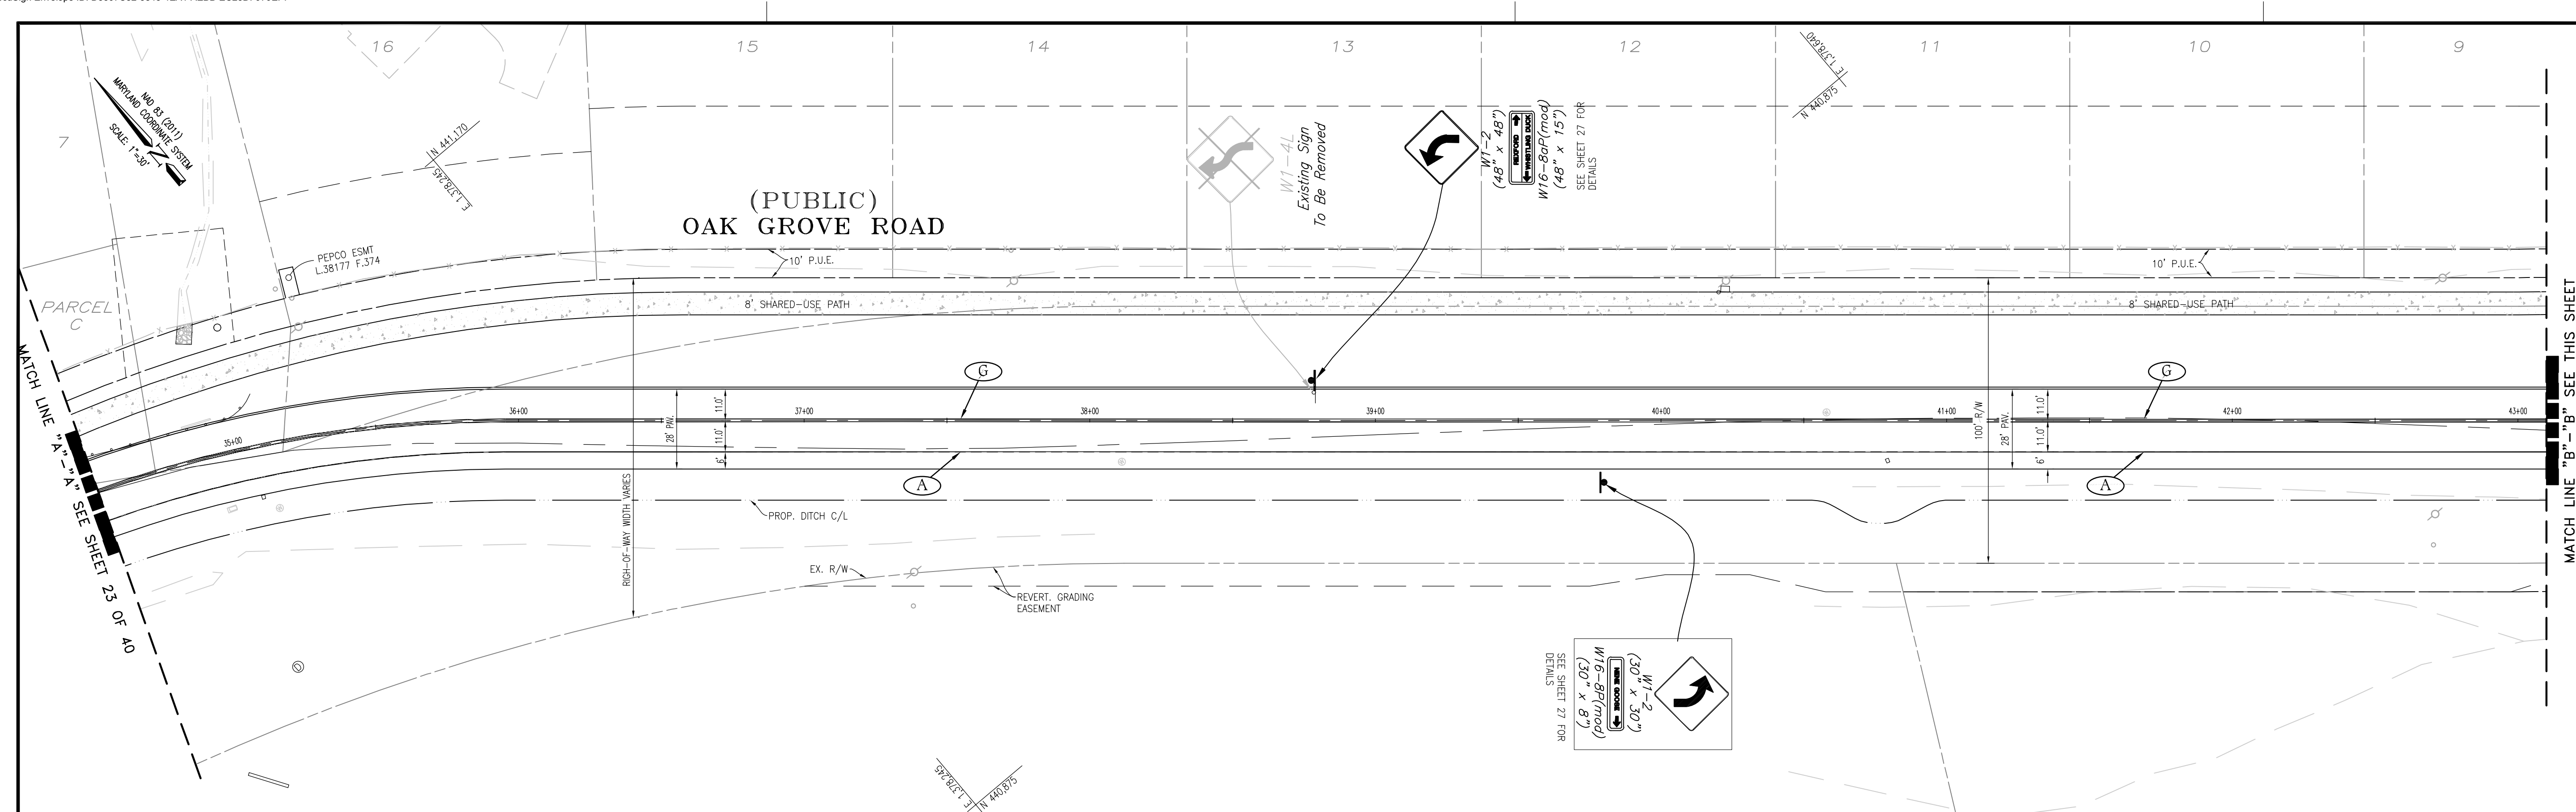 16
15
14
13
12
11
10
9
7
NAD 83 (2011)
MARYLAND COORDINATE SYSTEM
SCALE: 1"=30'
N 441,170
E 1,378,245
E 1,378,640
N 440,875
(PUBLIC)
OAK GROVE ROAD
W1-4L
Existing Sign
To Be Removed
W1-2
(48" x 48")
REXFORD
WHISTLING DUCK
W16-8aP(mod)
(48" x 15")
SEE SHEET 27 FOR
DETAILS
PEPCO ESMT
L.38177 F.374
10' P.U.E.
10' P.U.E.
PARCEL
C
8' SHARED-USE PATH
8' SHARED-USE PATH
G
G
35+00
36+00
37+00
38+00
39+00
40+00
41+00
42+00
43+00
28' PAV.
11.0'
11.0'
6'
100' R/W
28' PAV.
11.0'
11.0'
6'
A
A
RIGH-OF-WAY WIDTH VARIES
PROP. DITCH C/L
EX. R/W
REVERT. GRADING
EASEMENT
D
W1-2
(30" x 30")
NENE GOOSE
W16-8P(mod)
(30" x 8")
SEE SHEET 27 FOR
DETAILS
E 1,378,245
N 440,875
MATCH LINE "A"-"A" SEE SHEET 23 OF 40
MATCH LINE "B"-"B" SEE THIS SHEET